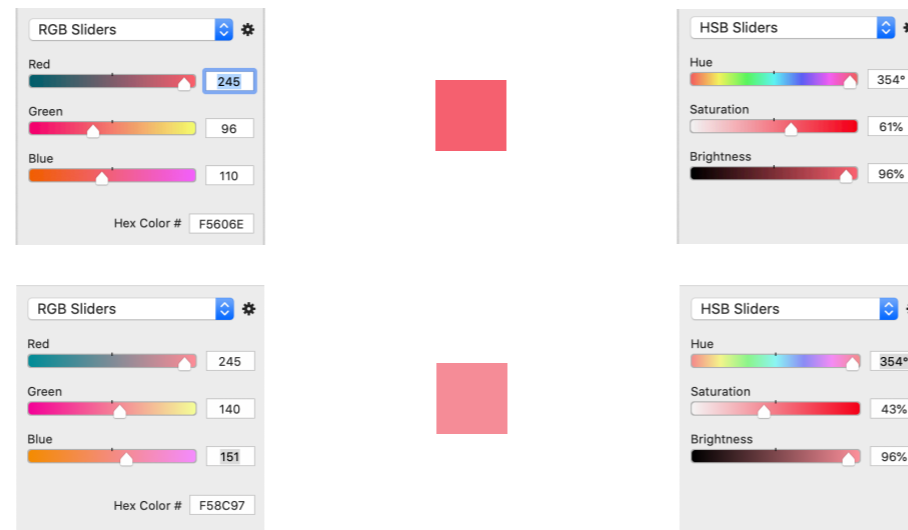 RGB Sliders
Red
245
Green
96
Blue
110
Hex Color # F5606E
HSB Sliders
Hue
354°
Saturation
61%
Brightness
96%
RGB Sliders
Red
245
Green
140
Blue
151
Hex Color # F58C97
HSB Sliders
Hue
354°
Saturation
43%
Brightness
96%